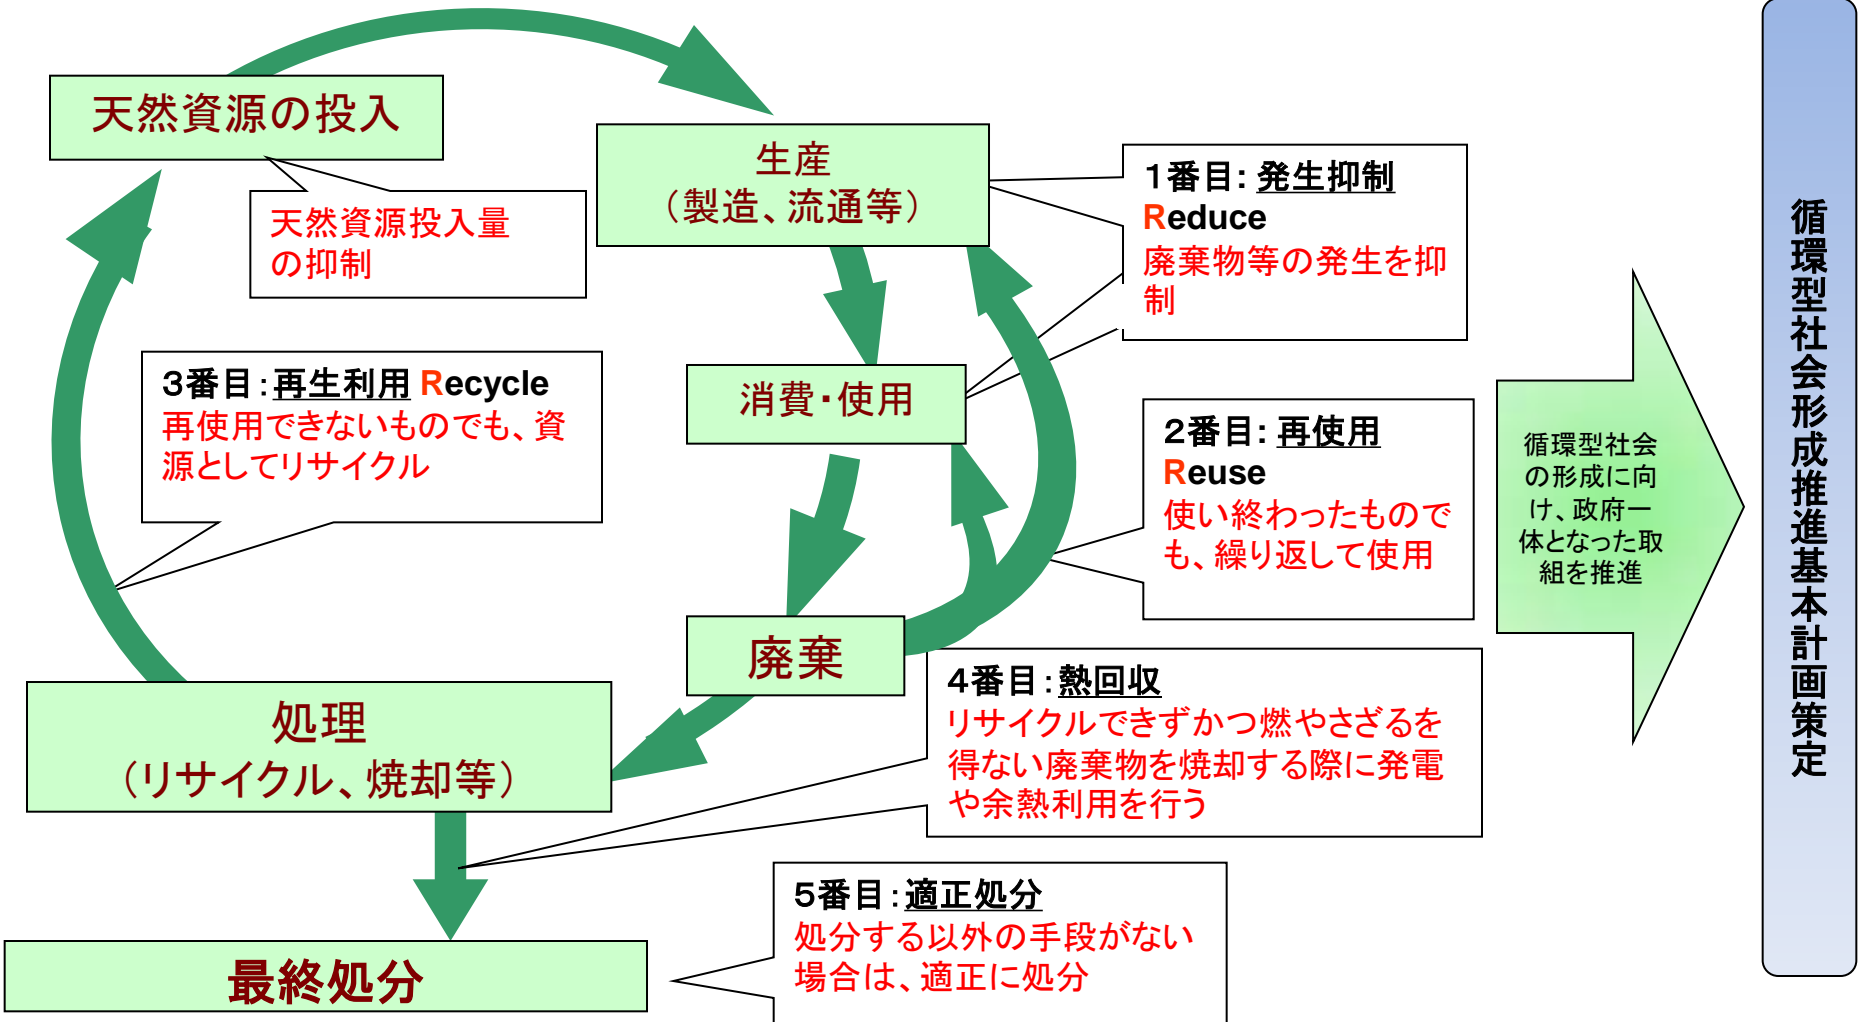 天然資源の投入
天然資源投入量
の抑制
生産
（製造、流通等）
1番目: 発生抑制
Reduce
廃棄物等の発生を抑
制
3番目:再生利用 Recycle
再使用できないものでも、資
源としてリサイクル
消費・使用
2番目: 再使用
Reuse
使い終わったもので
も、繰り返して使用
廃棄
処理
（リサイクル、焼却等）
4番目:熱回収
リサイクルできずかつ燃やさざるを
得ない廃棄物を焼却する際に発電
や余熱利用を行う
5番目:適正処分
処分する以外の手段がない
場合は、適正に処分
最終処分
循環型社会
の形成に向
け、政府一
体となった取
組を推進
循環型社会形成推進基本計画策定